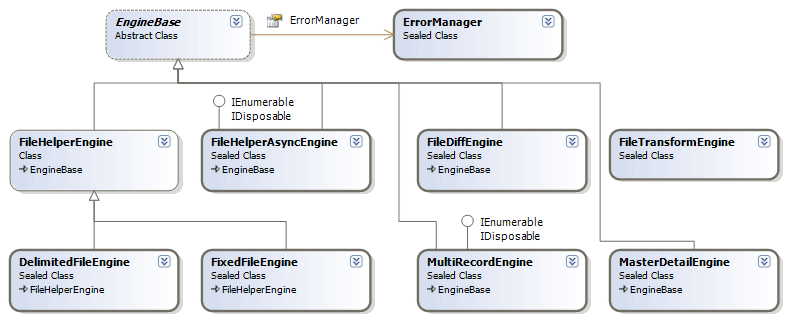 EngineBase
Abstract Class
ErrorManager
ErrorManager
Sealed Class
IEnumerable
IDisposable
FileHelperEngine
Class
EngineBase
FileHelperAsyncEngine
Sealed Class
EngineBase
FileDiffEngine
Sealed Class
EngineBase
FileTransformEngine
Sealed Class
IEnumerable
IDisposable
DelimitedFileEngine
Sealed Class
FileHelperEngine
FixedFileEngine
Sealed Class
FileHelperEngine
MultiRecordEngine
Sealed Class
EngineBase
MasterDetailEngine
Sealed Class
EngineBase